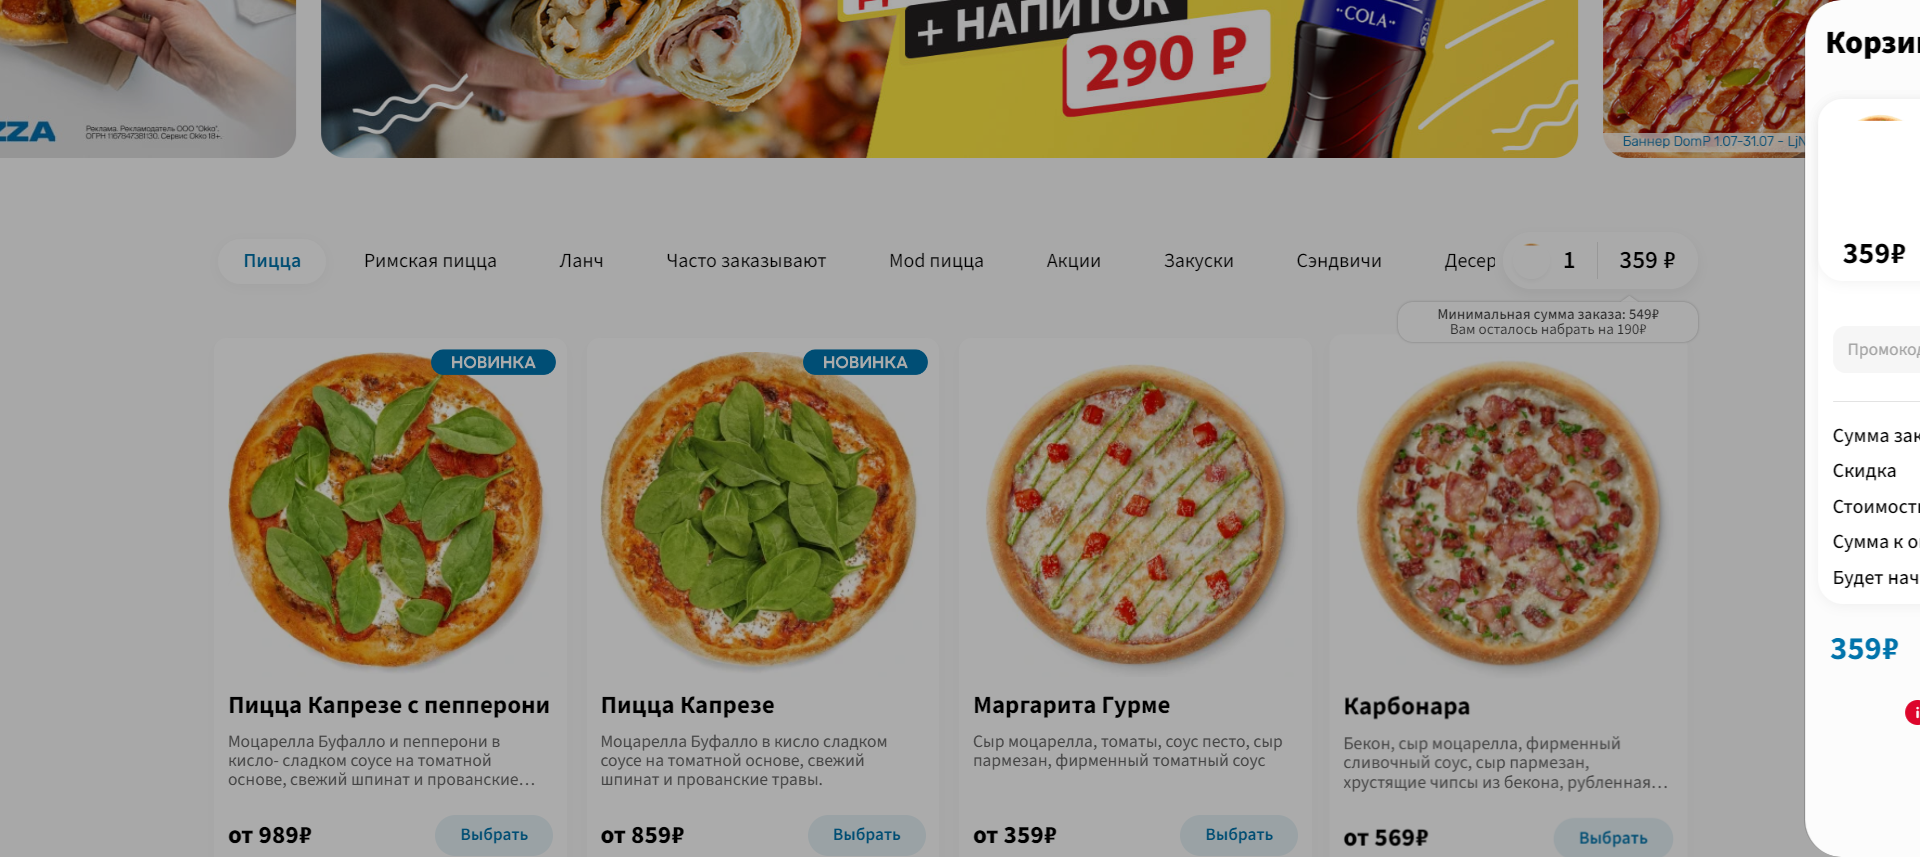 + НАПИТОК
290 ₽
COLA
ZZA
Реклама. Рекламодатель ООО "Окко".
ОГРН 1167847381130. Сервис Okko 18+.
Баннер DomP 1.07-31.07 - LjN
Пицца
Римская пицца
Ланч
Часто заказывают
Mod пицца
Акции
Закуски
Сэндвичи
Десер
1
359 ₽
Минимальная сумма заказа: 549₽
Вам осталось набрать на 190₽
НОВИНКА
Пицца Капрезе с пепперони
Моцарелла Буфалло и пепперони в
кисло- сладком соусе на томатной
основе, свежий шпинат и прованские...
от 989₽
Выбрать
НОВИНКА
Пицца Капрезе
Моцарелла Буфалло в кисло сладком
соусе на томатной основе, свежий
шпинат и прованские травы.
от 859₽
Выбрать
Маргарита Гурме
Сыр моцарелла, томаты, соус песто, сыр
пармезан, фирменный томатный соус
от 359₽
Выбрать
Карбонара
Бекон, сыр моцарелла, фирменный
сливочный соус, сыр пармезан,
хрустящие чипсы из бекона, рубленная...
от 569₽
Выбрать
Корзи
359₽
Промокод
Сумма зак
Скидка
Стоимост
Сумма к о
Будет нач
359₽
i